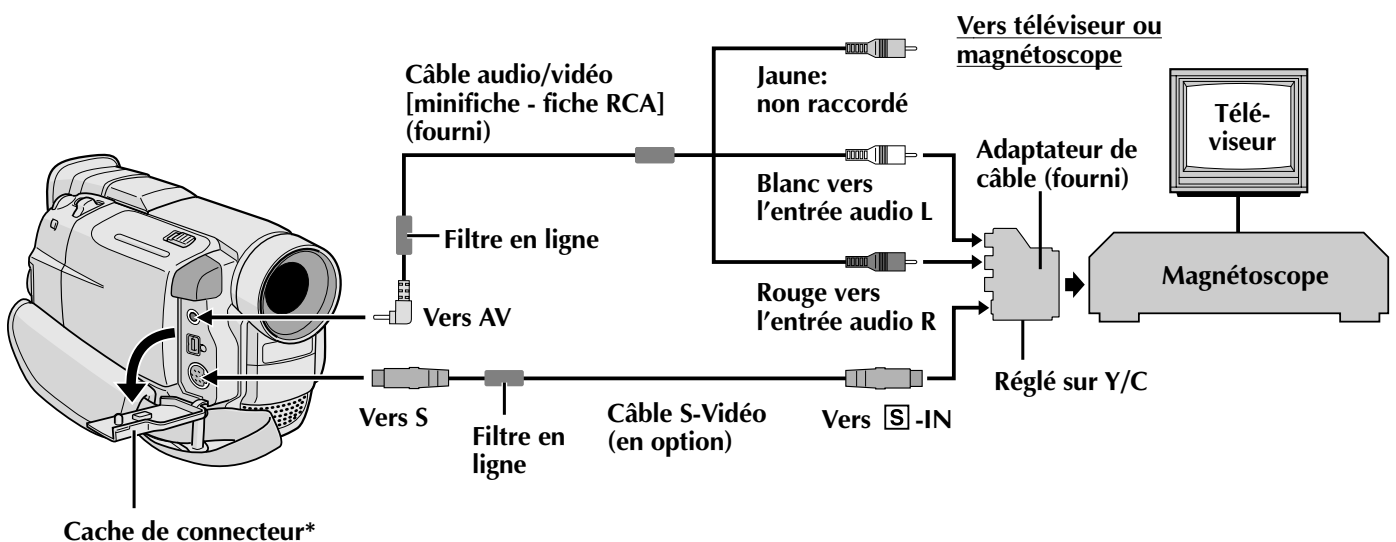 Vers téléviseur ou
magnétoscope
Câble audio/vidéo
[minifiche - fiche RCA]
(fourni)
Jaune:
non raccordé
Télé-
viseur
Adaptateur de
câble (fourni)
Blanc vers
l'entrée audio L
Filtre en ligne
Magnétoscope
Rouge vers
l'entrée audio R
Vers AV
Réglé sur Y/C
Vers S
Filtre en
ligne
Câble S-Vidéo
(en option)
Vers S -IN
Cache de connecteur*